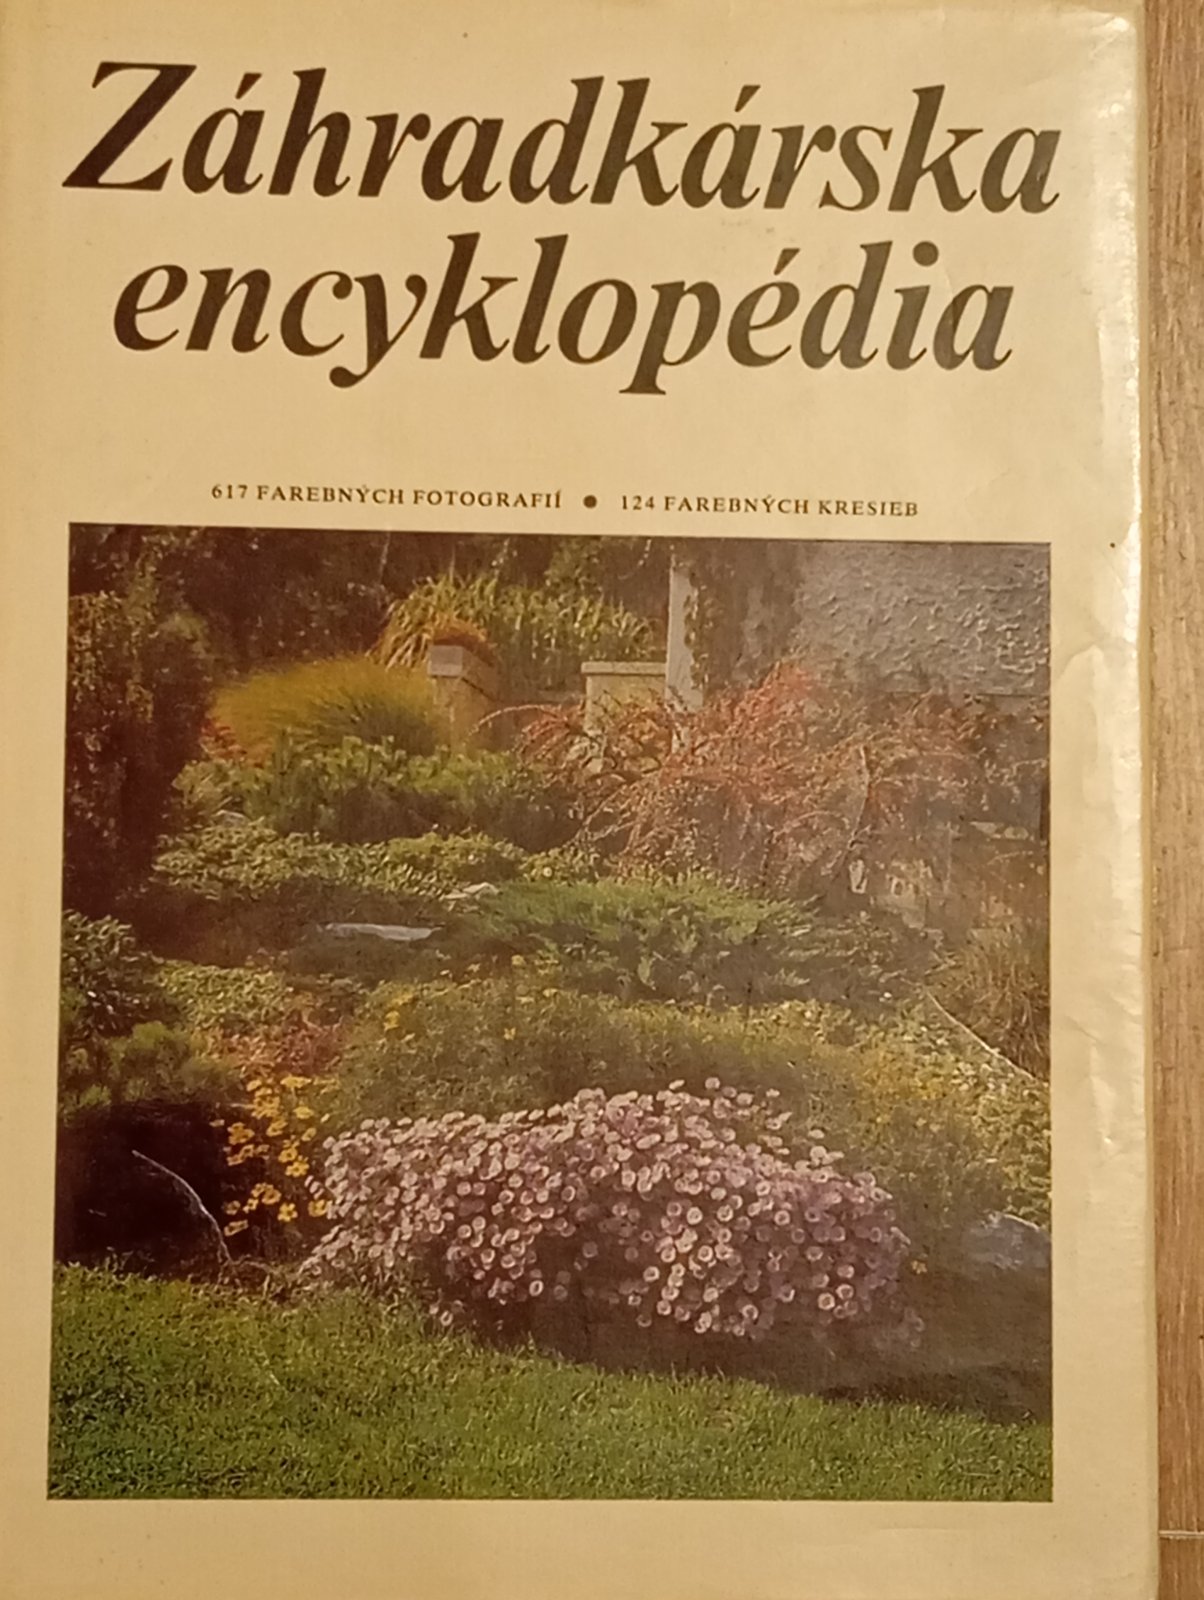 Záhradkárska
encyklopédia
617 FAREBNÝCH FOTOGRAFIÍ ● 124 FAREBNÝCH KRESIEB